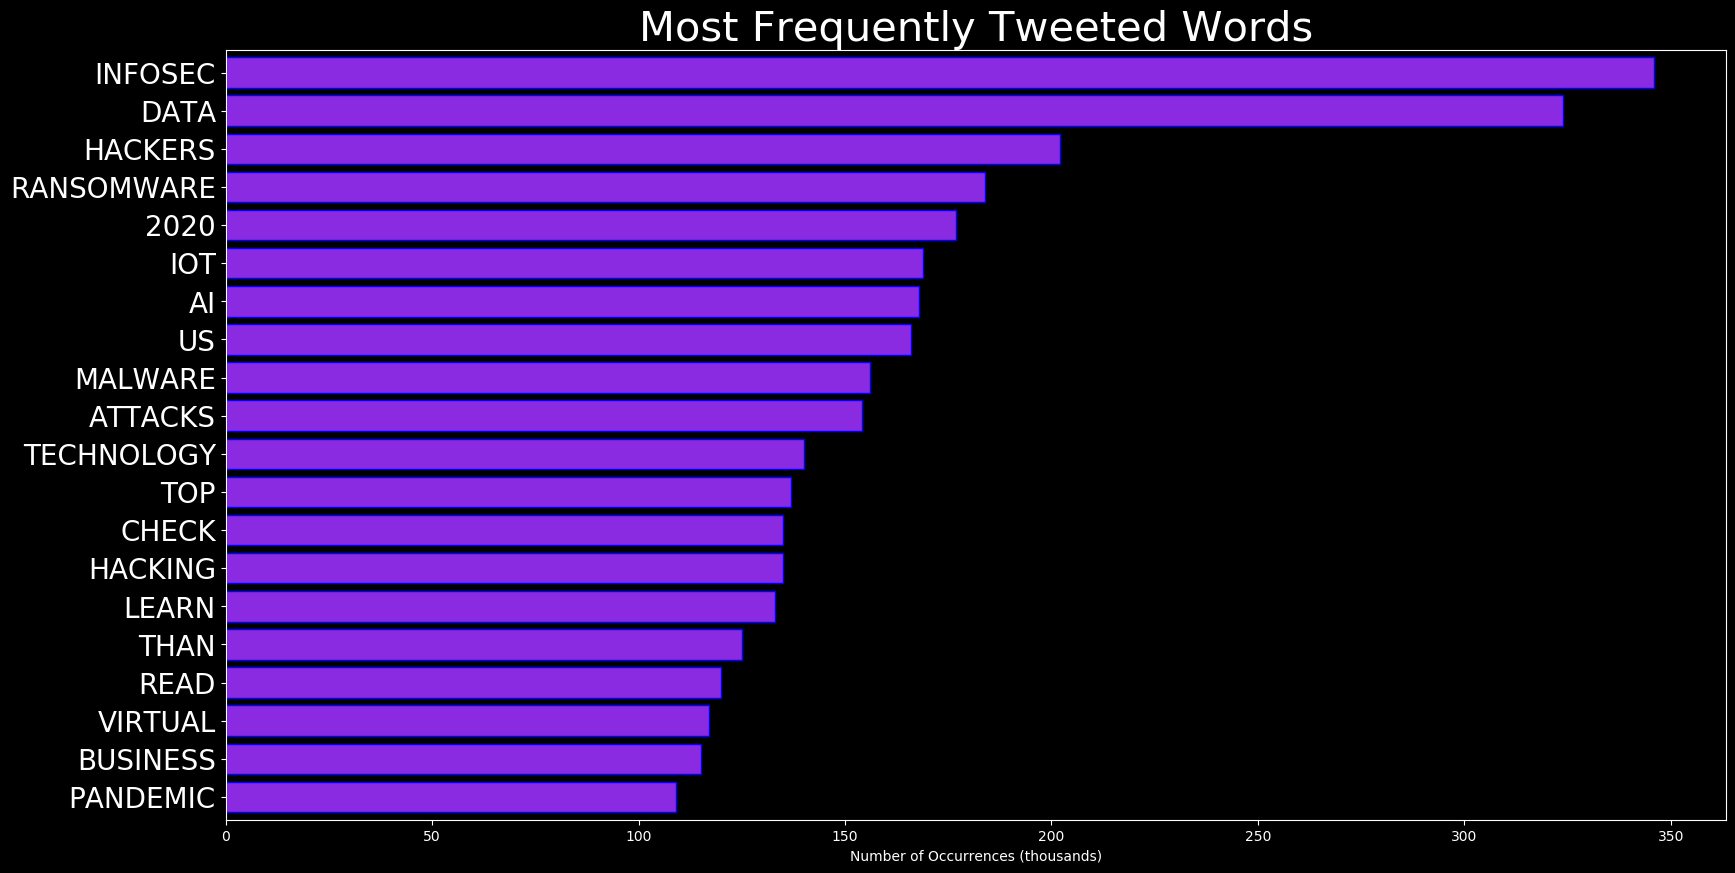 Most Frequently Tweeted Words
INFOSEC
DATA
HACKERS
RANSOMWARE
2020
IOT
AI
US
MALWARE
ATTACKS
TECHNOLOGY
TOP
CHECK
HACKING
LEARN
THAN
READ
VIRTUAL
BUSINESS
PANDEMIC
0 50 100 150 200 250 300 350
Number of Occurrences (thousands)